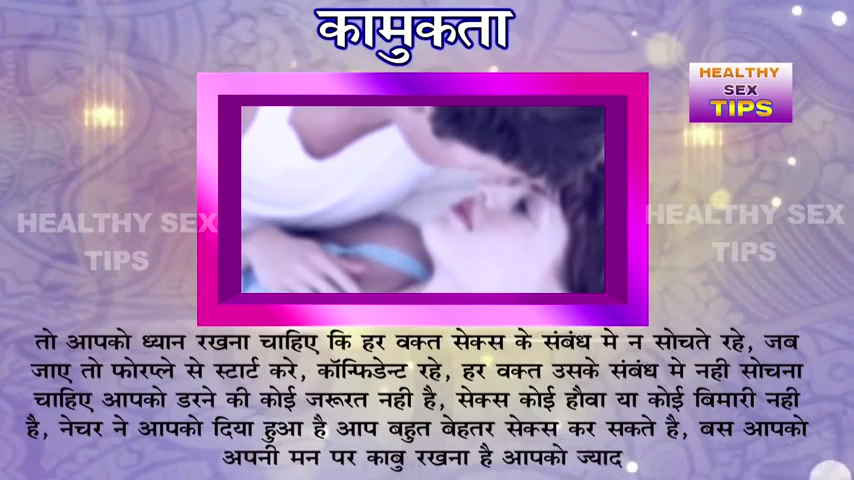 कामुकता
HEALTHY
SEX
TIPS
HEALTHY SEX
TIPS
HEALTHY SEX
TIPS
तो आपको ध्यान रखना चाहिए कि हर वक्त सेक्स के संबंध मे न सोचते रहे, जब
जाए तो फोरप्ले से स्टार्ट करे, कॉन्फिडेन्ट रहे, हर वक्त उसके संबंध मे नही सोचना
चाहिए आपको डरने की कोई जरूरत नही है, सेक्स कोई हौवा या कोई बिमारी नही
है, नेचर ने आपको दिया हुआ है आप बहुत बेहतर सेक्स कर सकते है, बस आपको
अपनी मन पर काबु रखना है आपको ज्याद